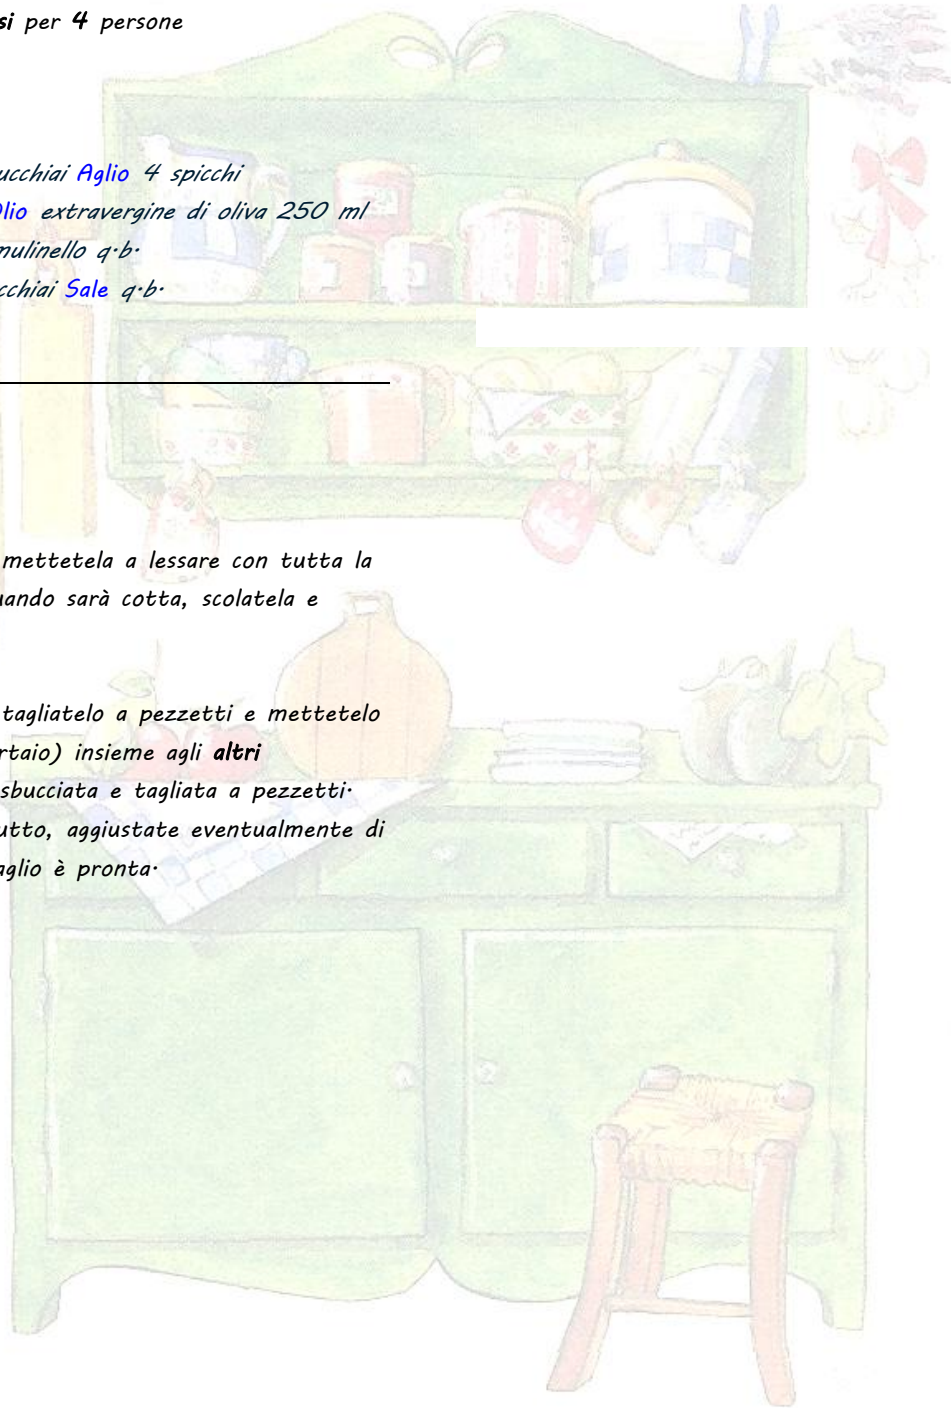 si per 4 persone
ucchiai Aglio 4 spicchi
Olio extravergine di oliva 250 ml
mulinello q.b.
cchiai Sale q.b.
mettetela a lessare con tutta la
uando sarà cotta, scolatela e
tagliatelo a pezzetti e mettetelo
rtaio) insieme agli altri
sbucciata e tagliata a pezzetti.
utto, aggiustate eventualmente di
aglio è pronta.